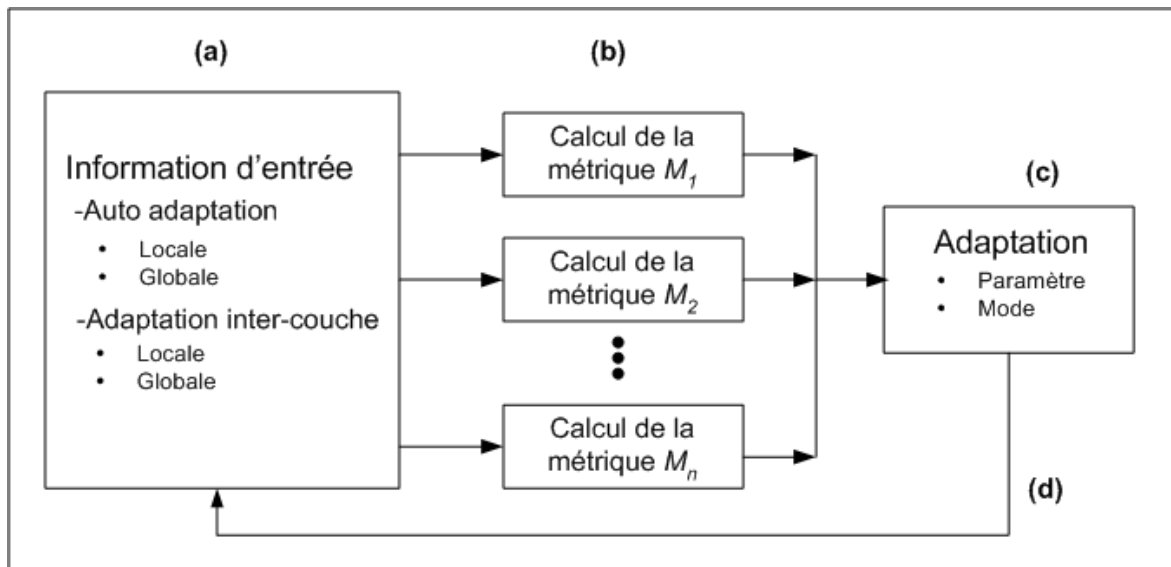 (a)
(b)
Information d'entrée
-Auto adaptation
• Locale
• Globale
-Adaptation inter-couche
• Locale
• Globale
Calcul de la
métrique M1
Calcul de la
métrique M2
Calcul de la
métrique Mn
(c)
Adaptation
• Paramètre
• Mode
(d)